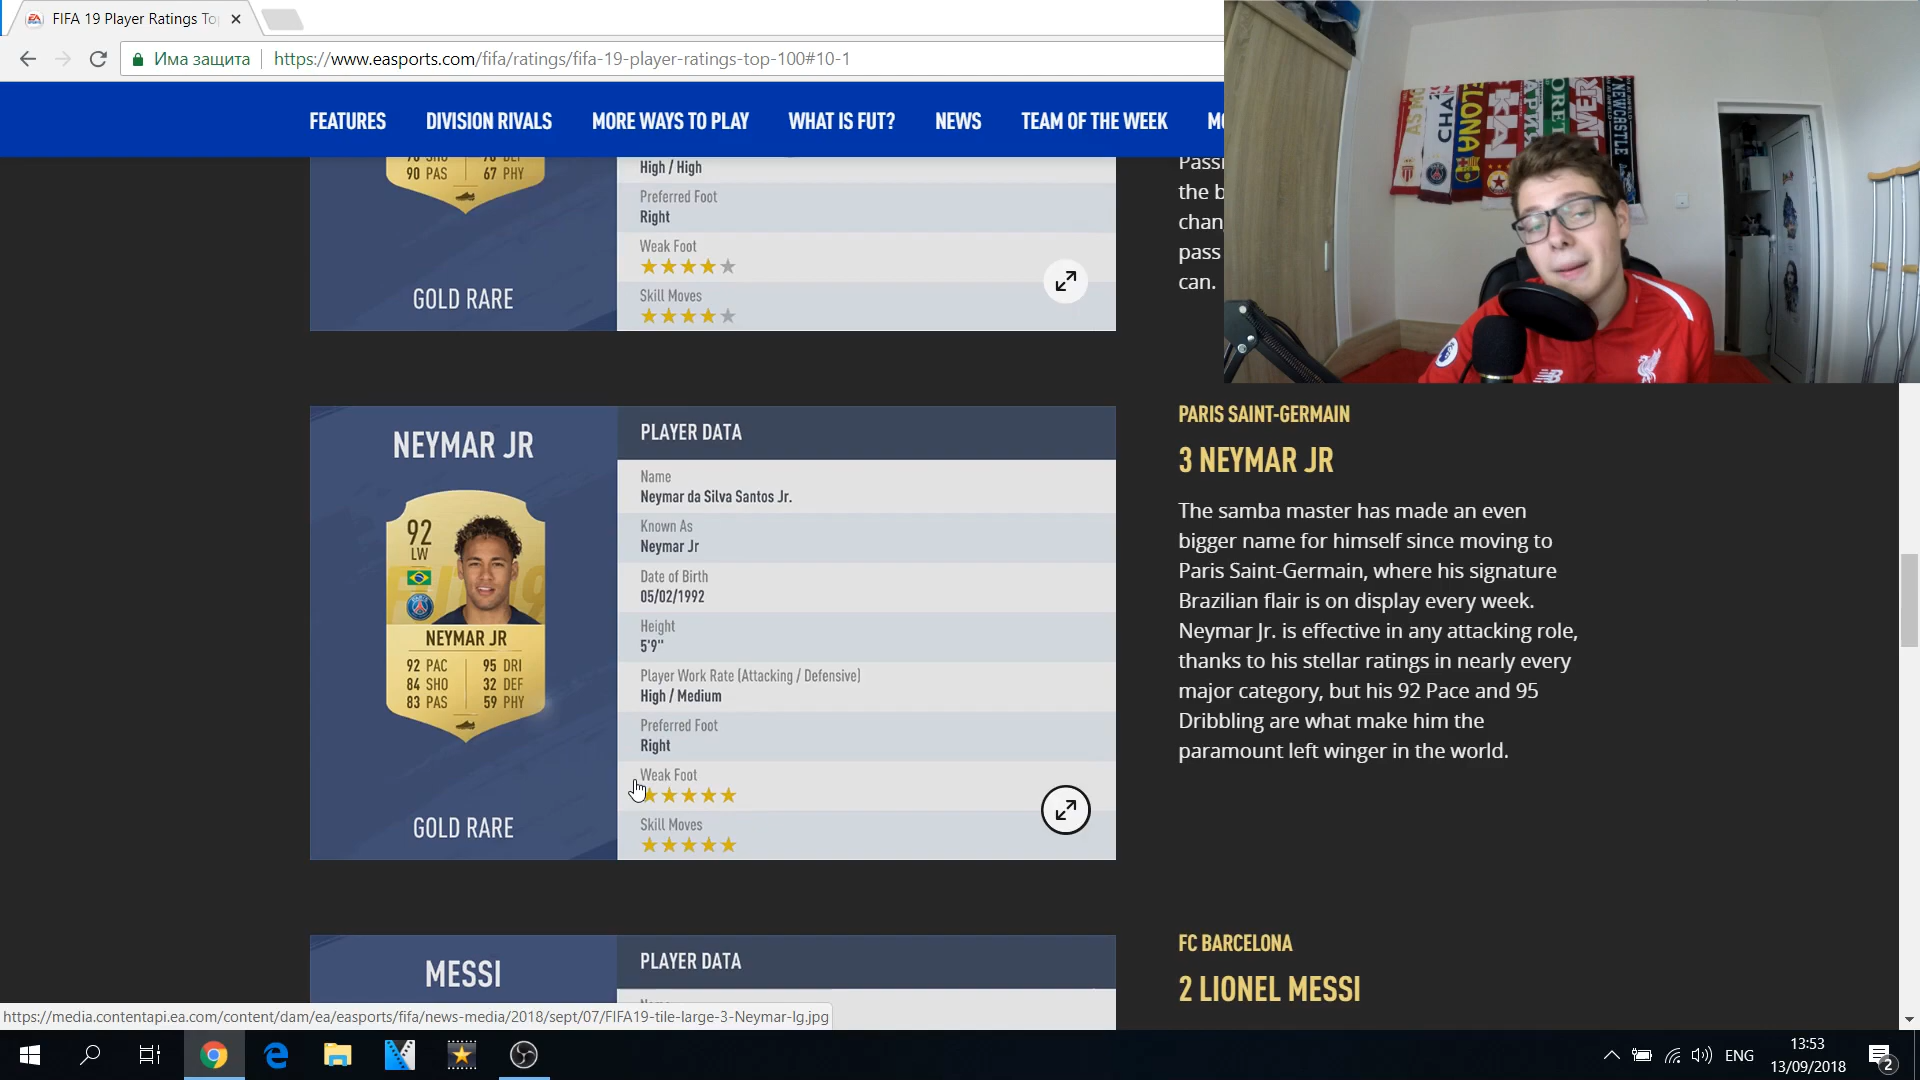 FIFA 19 Player Ratings To
Има защита
https://www.easports.com/fifa/ratings/fifa-19-player-ratings-top-100#10-1
FEATURES
DIVISION RIVALS
MORE WAYS TO PLAY
WHAT IS FUT?
NEWS
TEAM OF THE WEEK
90 PAS
67 PHY
GOLD RARE
High / High
Preferred Foot
Right
Weak Foot
Skill Moves
the b
pass
can.
CHA
NEWCASTLE
NEYMAR JR
92
LW
NEYMAR JR
92 PAC
95 DRI
84 SHO
32 DEF
83 PAS
59 PHY
GOLD RARE
PLAYER DATA
Name
Neymar da Silva Santos Jr.
Known As
Neymar Jr
Date of Birth
05/02/1992
Height
5'9"
Player Work Rate (Attacking / Defensive)
High / Medium
Preferred Foot
Right
Weak Foot
Skill Moves
PARIS SAINT-GERMAIN
3 NEYMAR JR
The samba master has made an even
bigger name for himself since moving to
Paris Saint-Germain, where his signature
Brazilian flair is on display every week.
Neymar Jr. is effective in any attacking role,
thanks to his stellar ratings in nearly every
major category, but his 92 Pace and 95
Dribbling are what make him the
paramount left winger in the world.
MESSI
PLAYER DATA
FC BARCELONA
2 LIONEL MESSI
https://media.contentapi.ea.com/content/dam/ea/easports/fifa/news-media/2018/sept/07/FIFA19-tile-large-3-Neymar-lg.jpg
ENG
13:53
13/09/2018
2